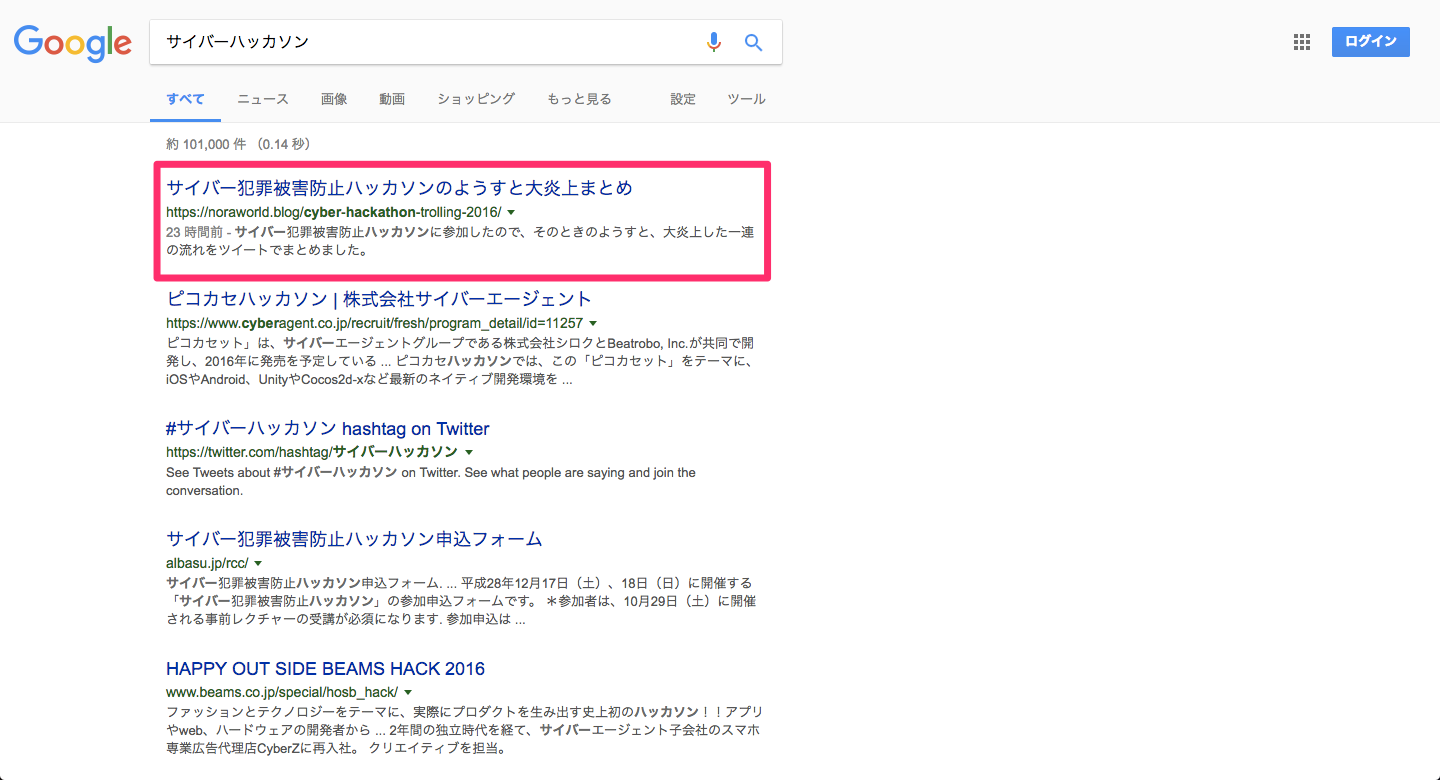 Google
サイバーハッカソン
ログイン
すべて ニュース 画像 動画 ショッピング もっと見る 設定 ツール
約 101,000 件 （0.14 秒）
サイバー犯罪被害防止ハッカソンのようすと大炎上まとめ
https://noraworld.blog/cyber-hackathon-trolling-2016/
23 時間前 - サイバー犯罪被害防止ハッカソンに参加したので、そのときのようすと、大炎上した一連
の流れをツイートでまとめました。
ピコカセハッカソン | 株式会社サイバーエージェント
https://www.cyberagent.co.jp/recruit/fresh/program_detail/id=11257
ピコカセット」は、サイバーエージェントグループである株式会社シロクとBeatrobo, Inc.が共同で開
発し、2016年に発売を予定している ... ピコカセハッカソンでは、この「ピコカセット」をテーマに、
iOSやAndroid、UnityやCocos2d-xなど最新のネイティブ開発環境を ...
#サイバーハッカソン hashtag on Twitter
https://twitter.com/hashtag/サイバーハッカソン
See Tweets about #サイバーハッカソン on Twitter. See what people are saying and join the
conversation.
サイバー犯罪被害防止ハッカソン申込フォーム
albasu.jp/rcc/
サイバー犯罪被害防止ハッカソン申込フォーム. ... 平成28年12月17日（土）、18日（日）に開催する
「サイバー犯罪被害防止ハッカソン」の参加申込フォームです。 ＊参加者は、10月29日（土）に開催
される事前レクチャーの受講が必須になります. 参加申込は ...
HAPPY OUT SIDE BEAMS HACK 2016
www.beams.co.jp/special/hosb_hack/
ファッションとテクノロジーをテーマに、実際にプロダクトを生み出す史上初のハッカソン！！アプリ
やweb、ハードウェアの開発者から ... 2年間の独立時代を経て、サイバーエージェント子会社のスマホ
専業広告代理店CyberZに再入社。 クリエイティブを担当。